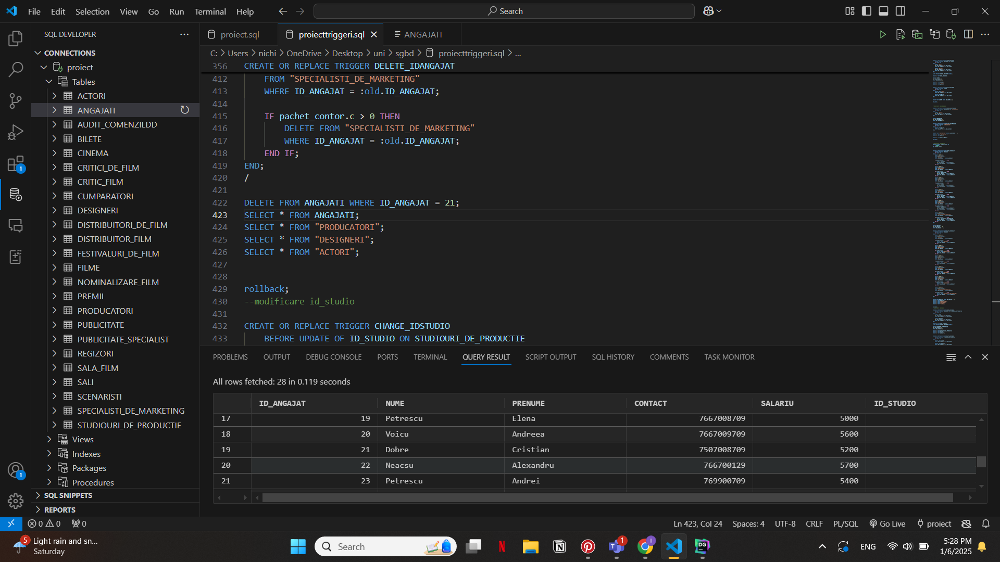 File Edit Selection View Go Run Terminal Help
Search
SQL DEVELOPER
CONNECTIONS
proiect
Tables
ACTORI
ANGAJATI
AUDIT_COMENZILDD
BILETE
CINEMA
CRITICI_DE_FILM
CRITIC_FILM
CUMPARATORI
DESIGNERI
DISTRIBUITORI_DE_FILM
DISTRIBUITOR_FILM
FESTIVALURI_DE_FILM
FILME
NOMINALIZARE_FILM
PREMII
PRODUCATORI
PUBLICITATE
PUBLICITATE_SPECIALIST
REGIZORI
SALA_FILM
SALI
SCENARISTI
SPECIALISTI_DE_MARKETING
STUDIOURI_DE_PRODUCTIE
Views
Indexes
Packages
Procedures
SQL SNIPPETS
REPORTS
1
1
proiect.sql proiecttriggeri.sql ANGAJATI
C: > Users > nichi > OneDrive > Desktop > uni > sgbd > proiecttriggeri.sql > ...
356 CREATE OR REPLACE TRIGGER DELETE_IDANGAJAT
412 FROM "SPECIALISTI_DE_MARKETING"
413 WHERE ID_ANGAJAT = :old.ID_ANGAJAT;
414
415 IF pachet_contor.c > 0 THEN
416 DELETE FROM "SPECIALISTI_DE_MARKETING"
417 WHERE ID_ANGAJAT = :old.ID_ANGAJAT;
418 END IF;
419 END;
420 /
421
422 DELETE FROM ANGAJATI WHERE ID_ANGAJAT = 21;
423 SELECT * FROM ANGAJATI;
424 SELECT * FROM "PRODUCATORI";
425 SELECT * FROM "DESIGNERI";
426 SELECT * FROM "ACTORI";
427
428
429 rollback;
430 --modificare id_studio
431
432 CREATE OR REPLACE TRIGGER CHANGE_IDSTUDIO
433 BEFORE UPDATE OF ID_STUDIO ON STUDIOURI_DE_PRODUCTIE
PROBLEMS OUTPUT DEBUG CONSOLE PORTS TERMINAL QUERY RESULT SCRIPT OUTPUT SQL HISTORY COMMENTS TASK MONITOR
All rows fetched: 28 in 0.119 seconds
ID_ANGAJAT NUME PRENUME CONTACT SALARIU ID_STUDIO
17 19 Petrescu Elena 7667008709 5000
18 20 Voicu Andreea 7667009709 5600
19 21 Dobre Cristian 7507008709 5200
20 22 Neacsu Alexandru 766700129 5700
21 23 Petrescu Andrei 769900709 5400
0 0 0 Ln 423, Col 24 Spaces: 4 UTF-8 CRLF PL/SQL Go Live proiect
5 Light rain and sn...
Saturday
Search
N
1
I
DG
ENG
5:28 PM
1/6/2025